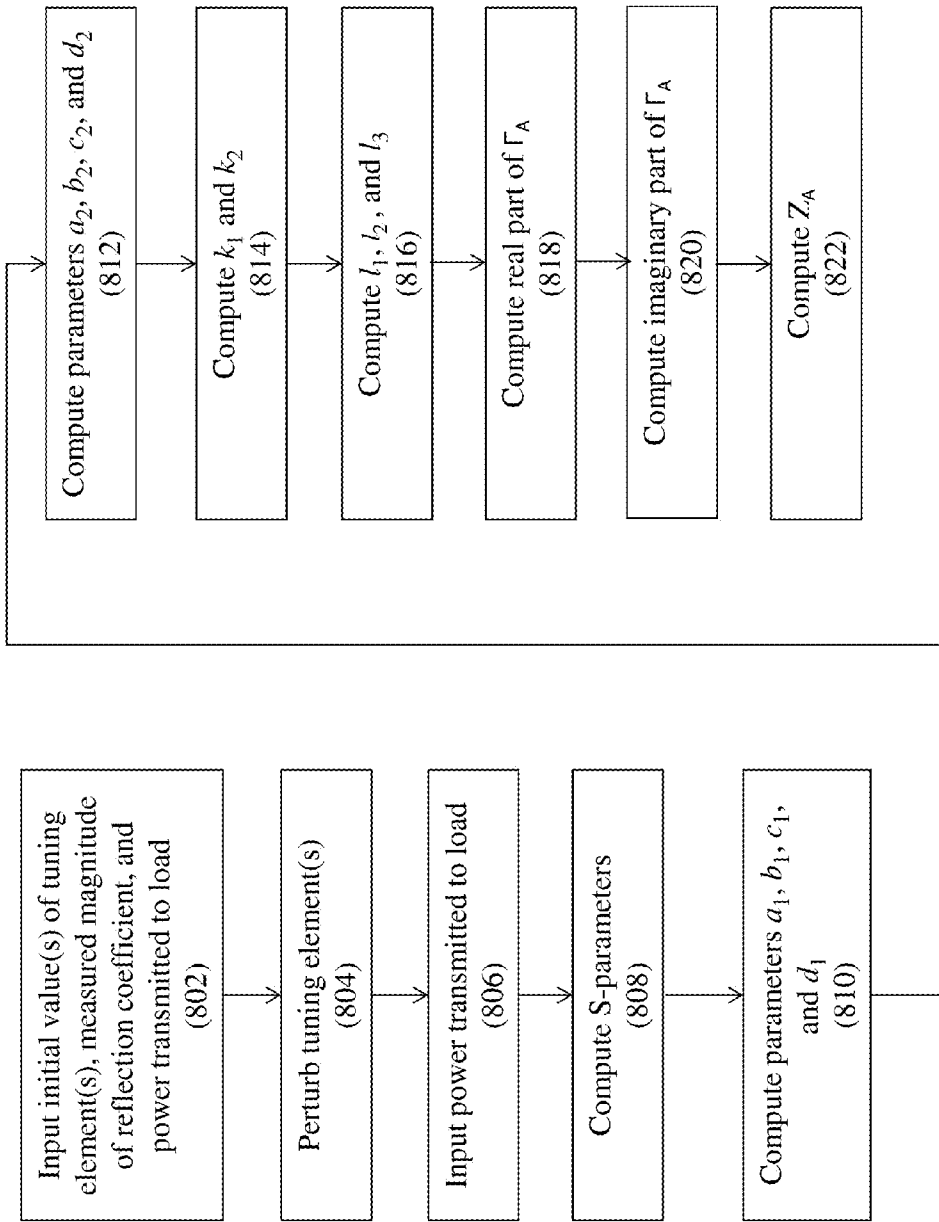 Input initial value(s) of tuning
element(s), measured magnitude
of reflection coefficient, and
power transmitted to load
(802)
Perturb tuning element(s)
(804)
Input power transmitted to load
(806)
Compute S-parameters
(808)
Compute parameters a₁, b₁, c₁,
and d₁
(810)
Compute parameters a₂, b₂, c₂, and d₂
(812)
Compute k₁ and k₂
(814)
Compute l₁, l₂, and l₃
(816)
Compute real part of Γ_A
(818)
Compute imaginary part of Γ_A
(820)
Compute Z_A
(822)